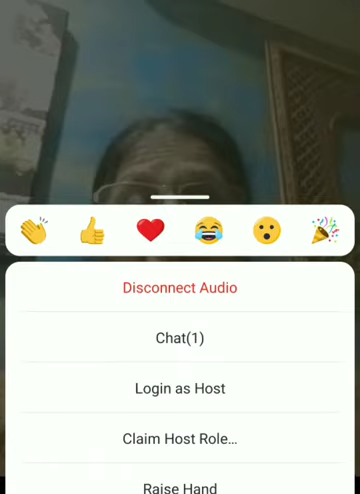 Disconnect Audio
Chat(1)
Login as Host
Claim Host Role...
Raise Hand